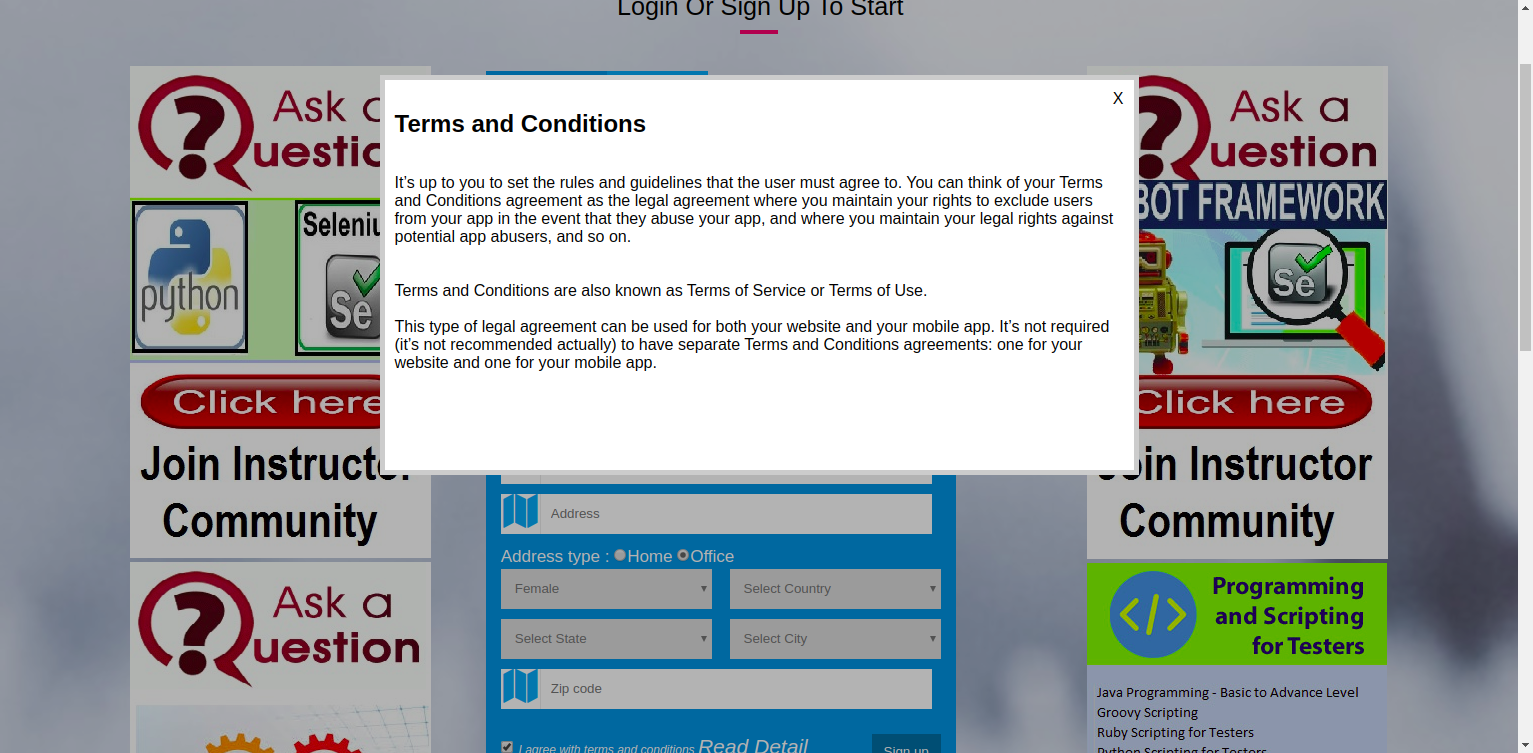 Login Or Sign Up To Start
X
Terms and Conditions
It’s up to you to set the rules and guidelines that the user must agree to. You can think of your Terms
and Conditions agreement as the legal agreement where you maintain your rights to exclude users
from your app in the event that they abuse your app, and where you maintain your legal rights against
potential app abusers, and so on.
Terms and Conditions are also known as Terms of Service or Terms of Use.
This type of legal agreement can be used for both your website and your mobile app. It’s not required
(it’s not recommended actually) to have separate Terms and Conditions agreements: one for your
website and one for your mobile app.
Ask a
uestio
python
Seleniu
Se
Click here
Join Instructor
Community
Ask a
uestion
Address
Address type : Home Office
Female
Select Country
Select State
Select City
Zip code
I agree with terms and conditions Read Detail
Sign up
Ask a
uestion
BOT FRAMEWORK
Se
Click here
Join Instructor
Community
</> Programming
and Scripting
for Testers
Java Programming - Basic to Advance Level
Groovy Scripting
Ruby Scripting for Testers
Python Scripting for Testers